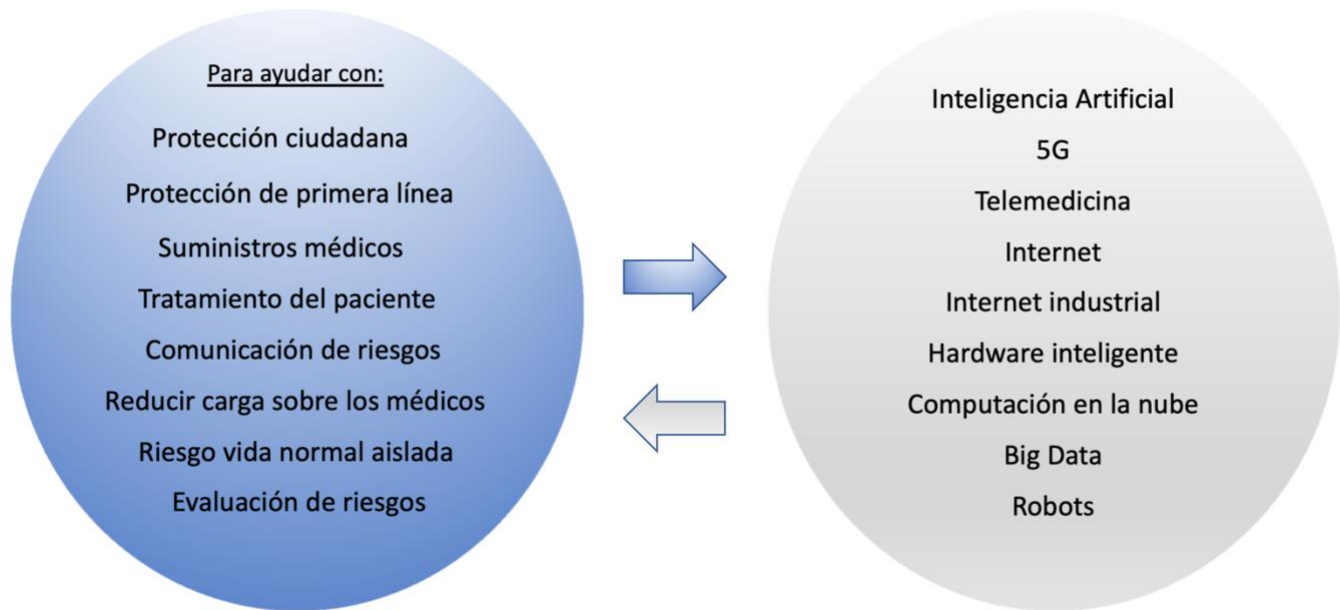 Para ayudar con:
Protección ciudadana
Protección de primera línea
Suministros médicos
Tratamiento del paciente
Comunicación de riesgos
Reducir carga sobre los médicos
Riesgo vida normal aislada
Evaluación de riesgos
Inteligencia Artificial
5G
Telemedicina
Internet
Internet industrial
Hardware inteligente
Computación en la nube
Big Data
Robots